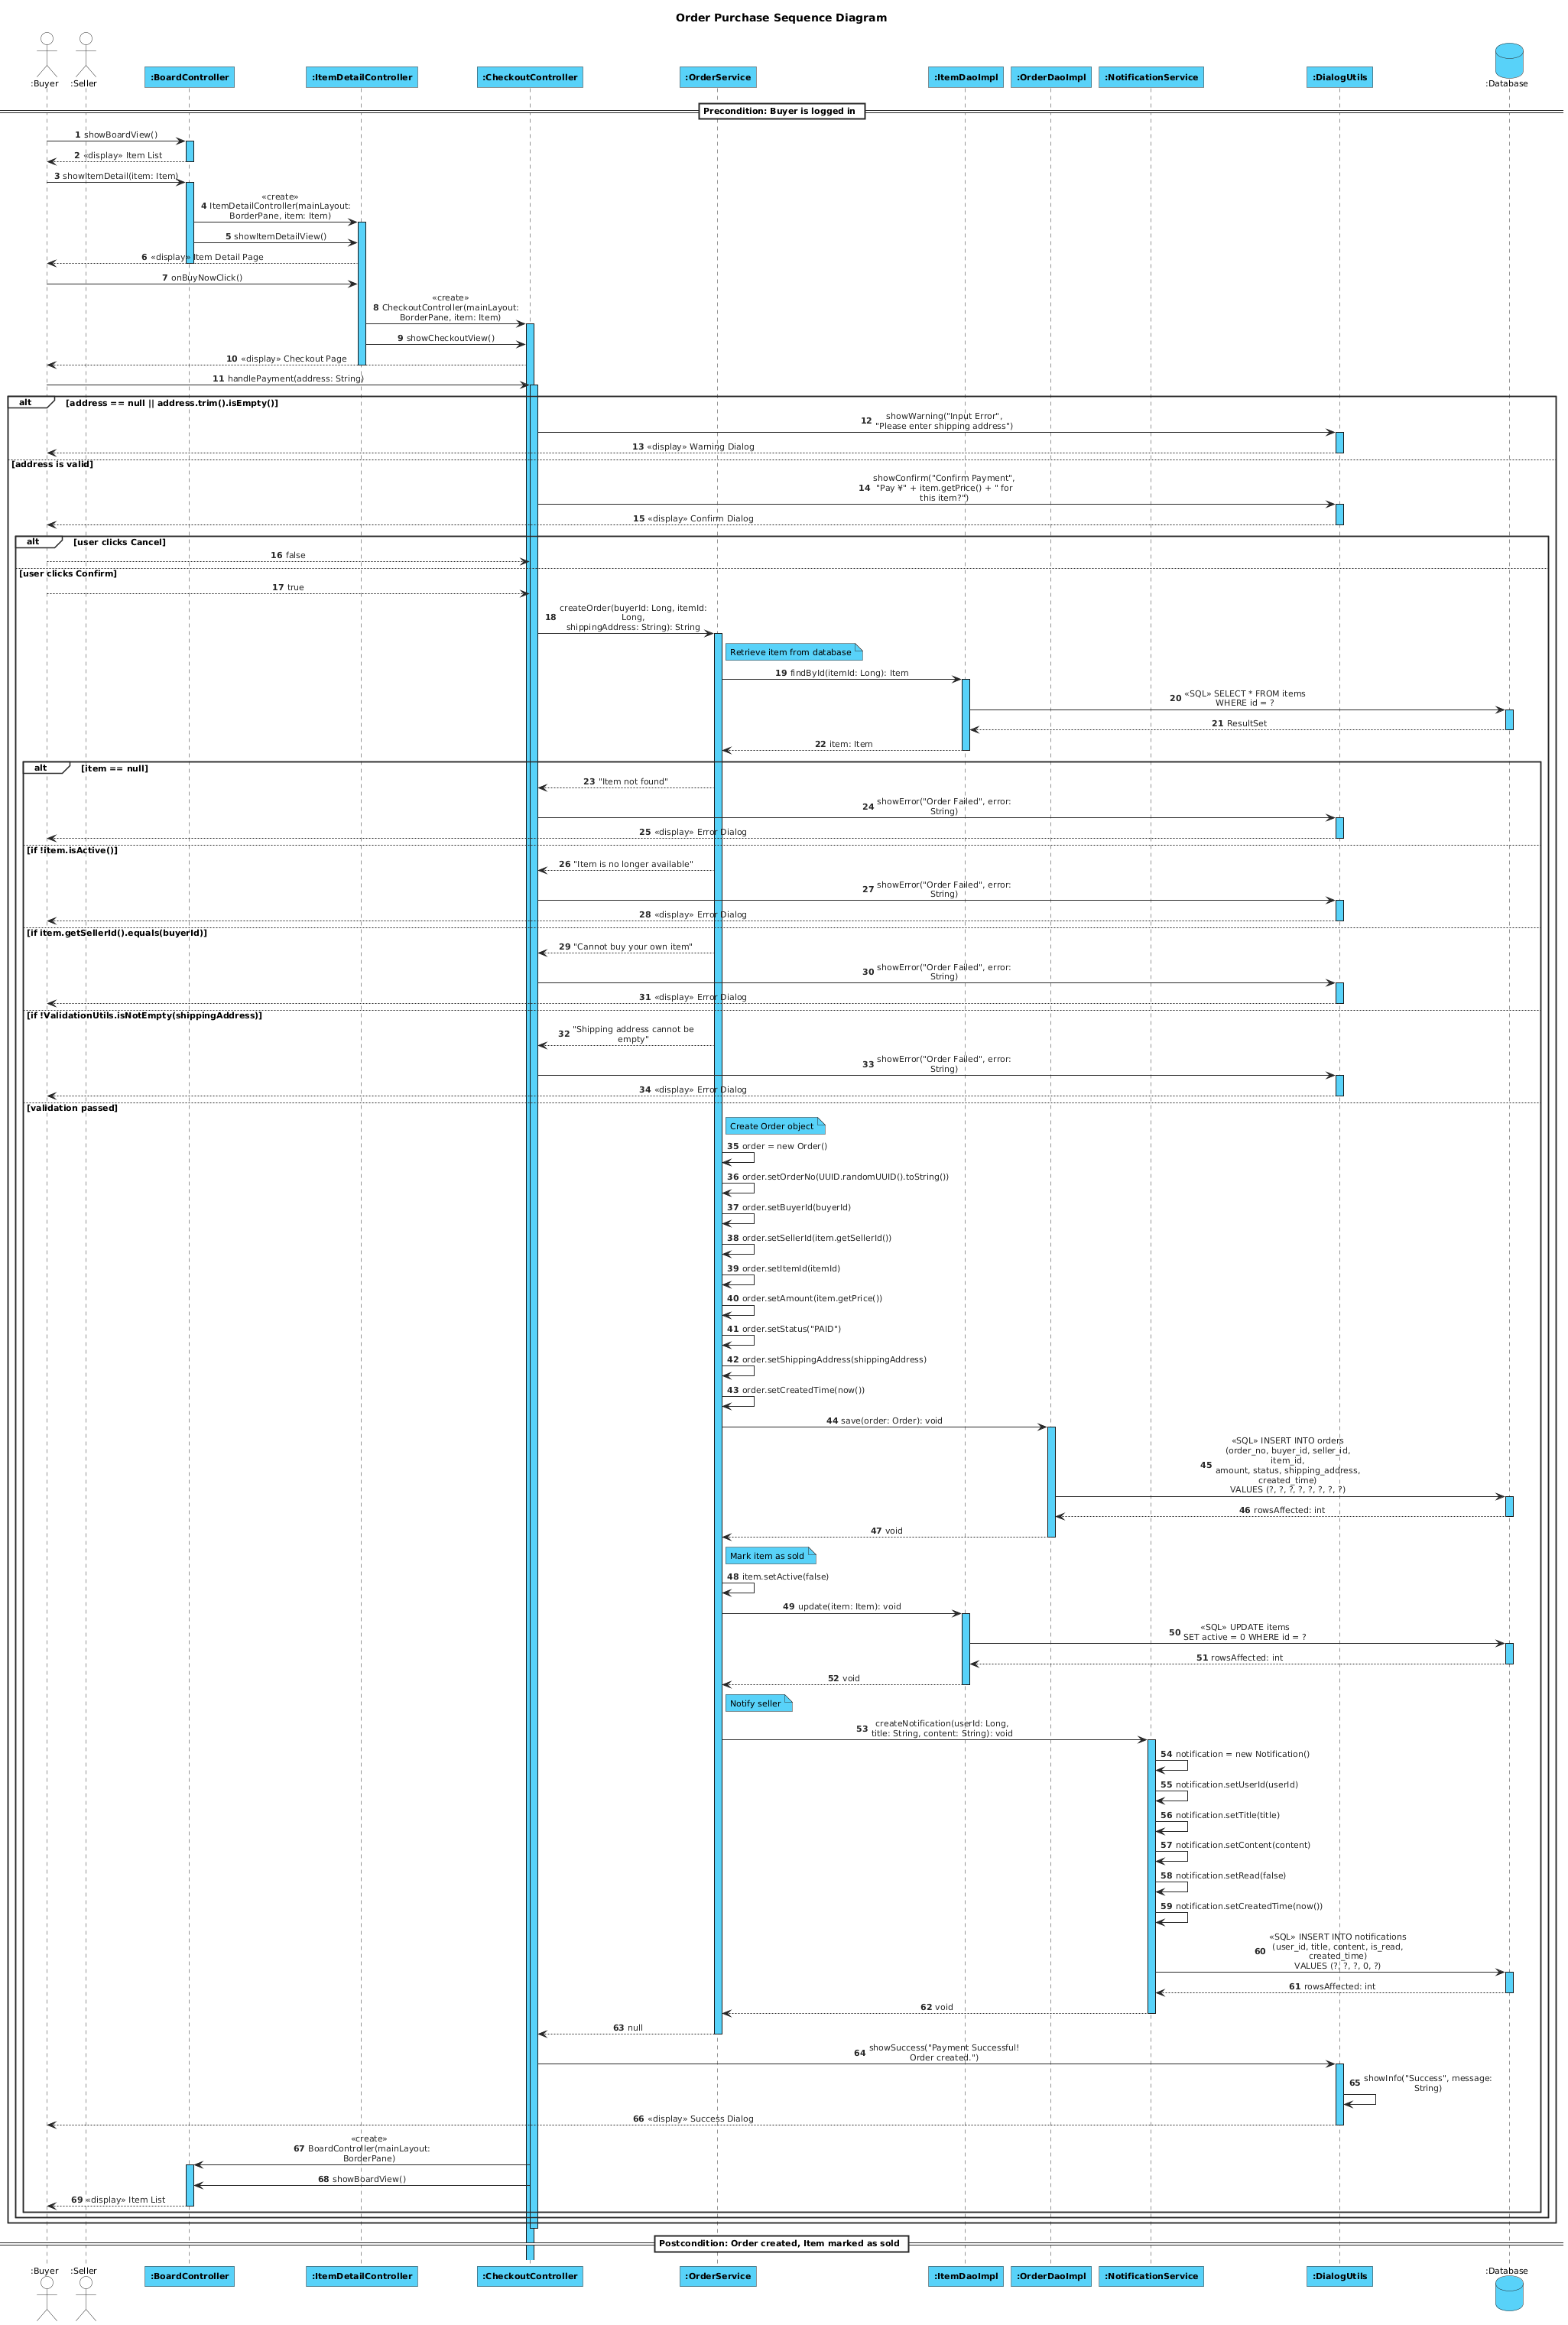 Order Purchase Sequence Diagram
:Buyer
:Seller
:BoardController
:ItemDetailController
:CheckoutController
:OrderService
:ItemDaoImpl
:OrderDaoImpl
:NotificationService
:DialogUtils
:Database
Precondition: Buyer is logged in
1 showBoardView()
2 «display» Item List
3 showItemDetail(item: Item)
«create»
4 ItemDetailController(mainLayout:
BorderPane, item: Item)
5 showItemDetailView()
6 «display» Item Detail Page
7 onBuyNowClick()
«create»
8 CheckoutController(mainLayout:
BorderPane, item: Item)
9 showCheckoutView()
10 «display» Checkout Page
11 handlePayment(address: String)
alt [address == null || address.trim().isEmpty()]
showWarning("Input Error",
12
"Please enter shipping address")
13 «display» Warning Dialog
[address is valid]
showConfirm("Confirm Payment",
14 "Pay ¥" + item.getPrice() + " for
this item?")
15 «display» Confirm Dialog
alt [user clicks Cancel]
16 false
[user clicks Confirm]
17 true
createOrder(buyerId: Long, itemId:
18 Long,
shippingAddress: String): String
Retrieve item from database
19 findById(itemId: Long): Item
20 «SQL» SELECT * FROM items
WHERE id = ?
21 ResultSet
22 item: Item
alt [item == null]
23 "Item not found"
24 showError("Order Failed", error:
String)
25 «display» Error Dialog
[if !item.isActive()]
26 "Item is no longer available"
27 showError("Order Failed", error:
String)
28 «display» Error Dialog
[if item.getSellerId().equals(buyerId)]
29 "Cannot buy your own item"
30 showError("Order Failed", error:
String)
31 «display» Error Dialog
[if !ValidationUtils.isNotEmpty(shippingAddress)]
32 "Shipping address cannot be
empty"
33 showError("Order Failed", error:
String)
34 «display» Error Dialog
[validation passed]
Create Order object
35 order = new Order()
36 order.setOrderNo(UUID.randomUUID().toString())
37 order.setBuyerId(buyerId)
38 order.setSellerId(item.getSellerId())
39 order.setItemId(itemId)
40 order.setAmount(item.getPrice())
41 order.setStatus("PAID")
42 order.setShippingAddress(shippingAddress)
43 order.setCreatedTime(now())
44 save(order: Order): void
«SQL» INSERT INTO orders
(order_no, buyer_id, seller_id,
item_id,
45 amount, status, shipping_address,
created_time)
VALUES (?, ?, ?, ?, ?, ?, ?, ?)
46 rowsAffected: int
47 void
Mark item as sold
48 item.setActive(false)
49 update(item: Item): void
50 «SQL» UPDATE items
SET active = 0 WHERE id = ?
51 rowsAffected: int
52 void
Notify seller
53 createNotification(userId: Long,
title: String, content: String): void
54 notification = new Notification()
55 notification.setUserId(userId)
56 notification.setTitle(title)
57 notification.setContent(content)
58 notification.setRead(false)
59 notification.setCreatedTime(now())
«SQL» INSERT INTO notifications
60 (user_id, title, content, is_read,
created_time)
VALUES (?, ?, ?, 0, ?)
61 rowsAffected: int
62 void
63 null
64 showSuccess("Payment Successful!
Order created.")
65 showInfo("Success", message:
String)
66 «display» Success Dialog
«create»
67 BoardController(mainLayout:
BorderPane)
68 showBoardView()
69 «display» Item List
Postcondition: Order created, Item marked as sold
:Buyer
:Seller
:BoardController
:ItemDetailController
:CheckoutController
:OrderService
:ItemDaoImpl
:OrderDaoImpl
:NotificationService
:DialogUtils
:Database